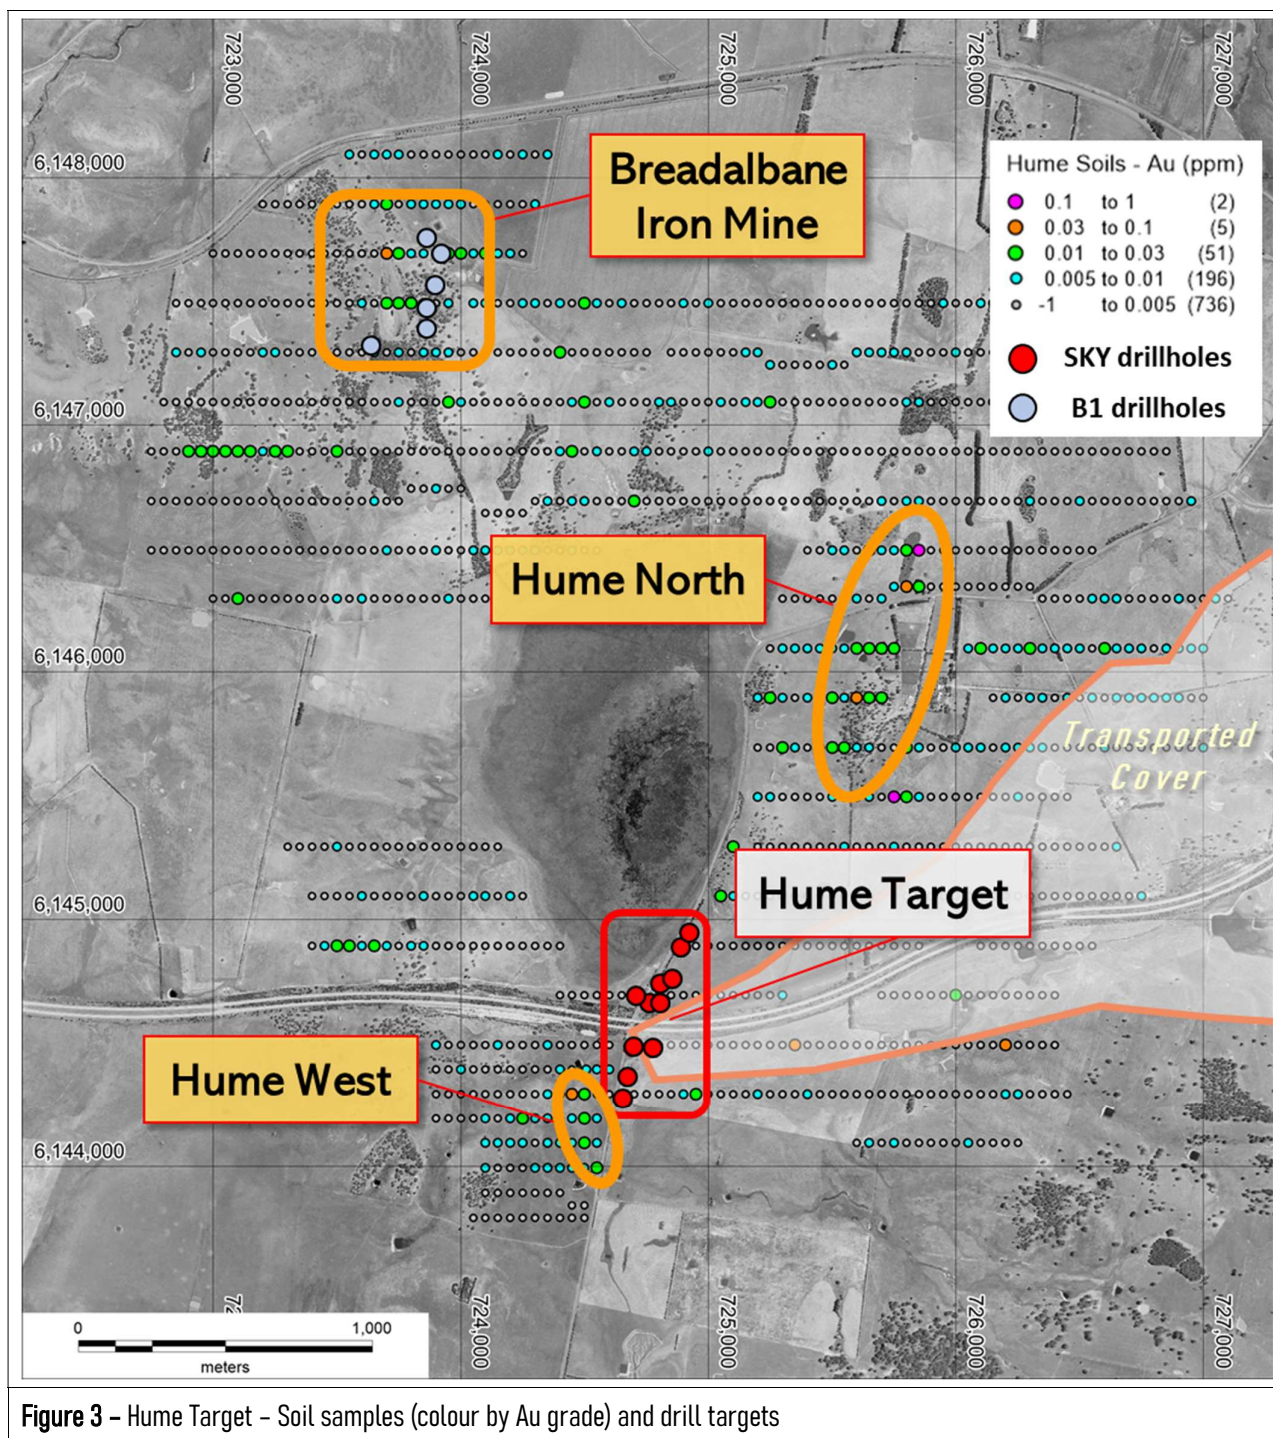 723,000
724,000
725,000
726,000
727,000
6,148,000
Breadalbane
Iron Mine
Hume Soils - Au (ppm)
0.1 to 1 (2)
0.03 to 0.1 (5)
0.01 to 0.03 (51)
0.005 to 0.01 (196)
-1 to 0.005 (736)
SKY drillholes
B1 drillholes
6,147,000
Hume North
6,146,000
Transported
Cover
Hume Target
6,145,000
Hume West
6,144,000
72
724,000
725,000
726,000
727,000
0 1,000
meters
Figure 3 – Hume Target – Soil samples (colour by Au grade) and drill targets